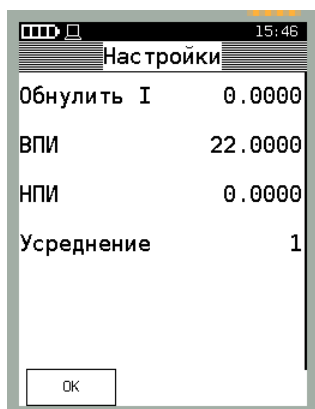 15:46
Настройки
Обнулить I 0.0000
ВПИ 22.0000
НПИ 0.0000
Усреднение 1
OK